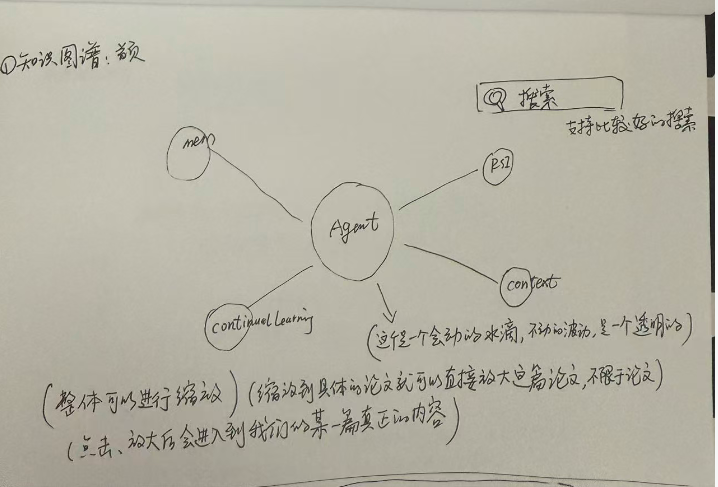 ①知识图谱:首页
搜索
支持比较好的搜索
mem
RSI
Agent
context
continual Learning
(这个是一个会动的水滴,不动的波动,是一个透明的)
(整体可以进行缩放)(缩放到具体的论文就可以直接放大这篇论文,不限于论文)
(点击、放大后会进入到我们的某一篇真正的内容)